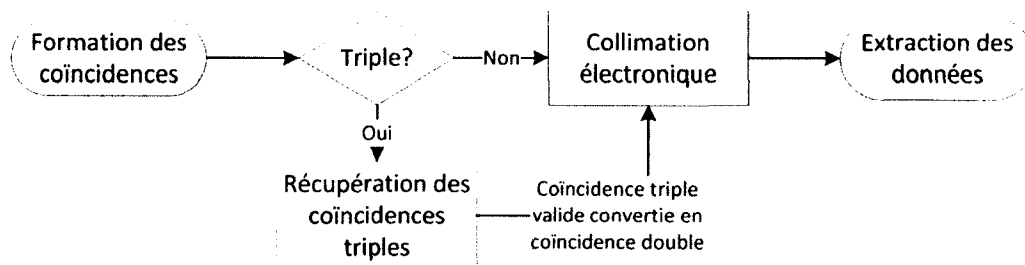 Formation des
coïncidences
Triple?
Non
Collimation
électronique
Extraction des
données
Oui
Récupération des
coïncidences
triples
Coïncidence triple
valide convertie en
coïncidence double